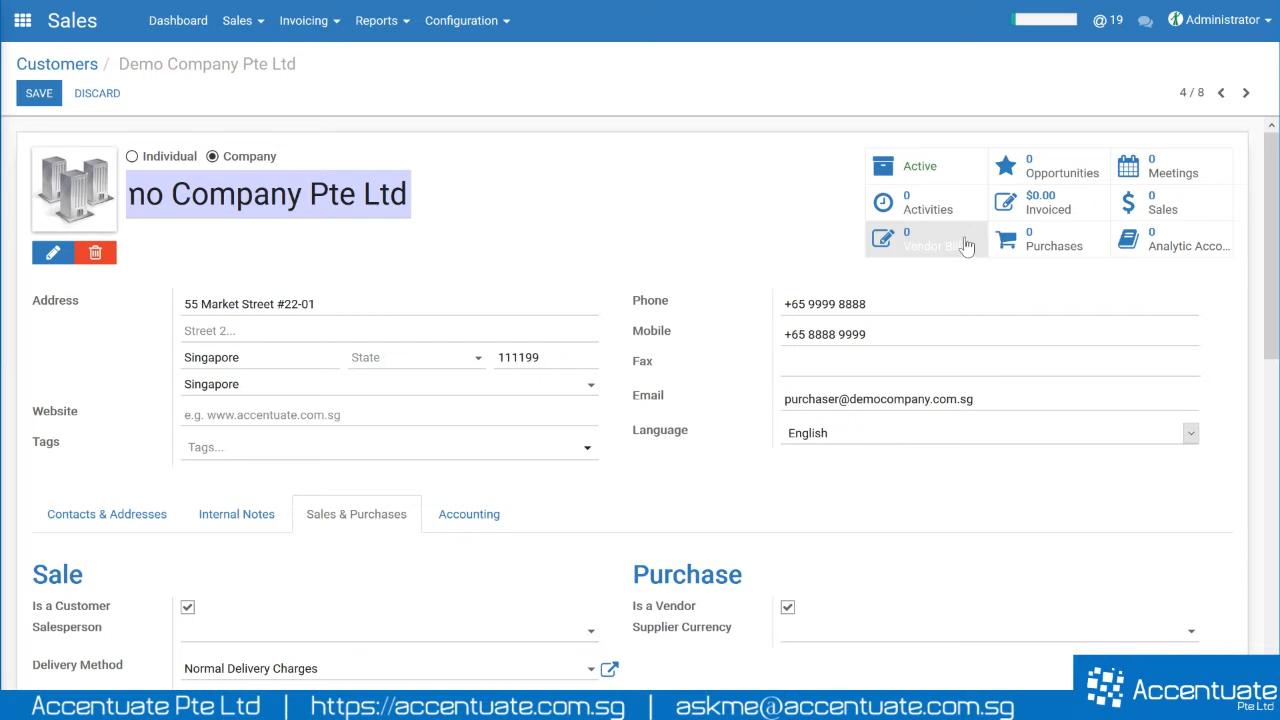 Sales Dashboard Sales Invoicing Reports Configuration @ 19 Administrator
Customers / Demo Company Pte Ltd
SAVE DISCARD 4 / 8
Individual Company
mo Company Pte Ltd
Active
0 Opportunities
0 Meetings
0 Activities
$0.00 Invoiced
0 Sales
0 Vendor
0 Purchases
0 Analytic Acco...
Address 55 Market Street #22-01
Street 2...
Singapore State 111199
Singapore
Website e.g. www.accentuate.com.sg
Tags Tags...
Phone +65 9999 8888
Mobile +65 8888 9999
Fax
Email purchaser@democompany.com.sg
Language English
Contacts & Addresses Internal Notes Sales & Purchases Accounting
Sale
Is a Customer
Salesperson
Delivery Method Normal Delivery Charges
Purchase
Is a Vendor
Supplier Currency
Accentuate Pte Ltd | https://accentuate.com.sg | askme@accentuate.com.sg
Accentuate
Pte Ltd